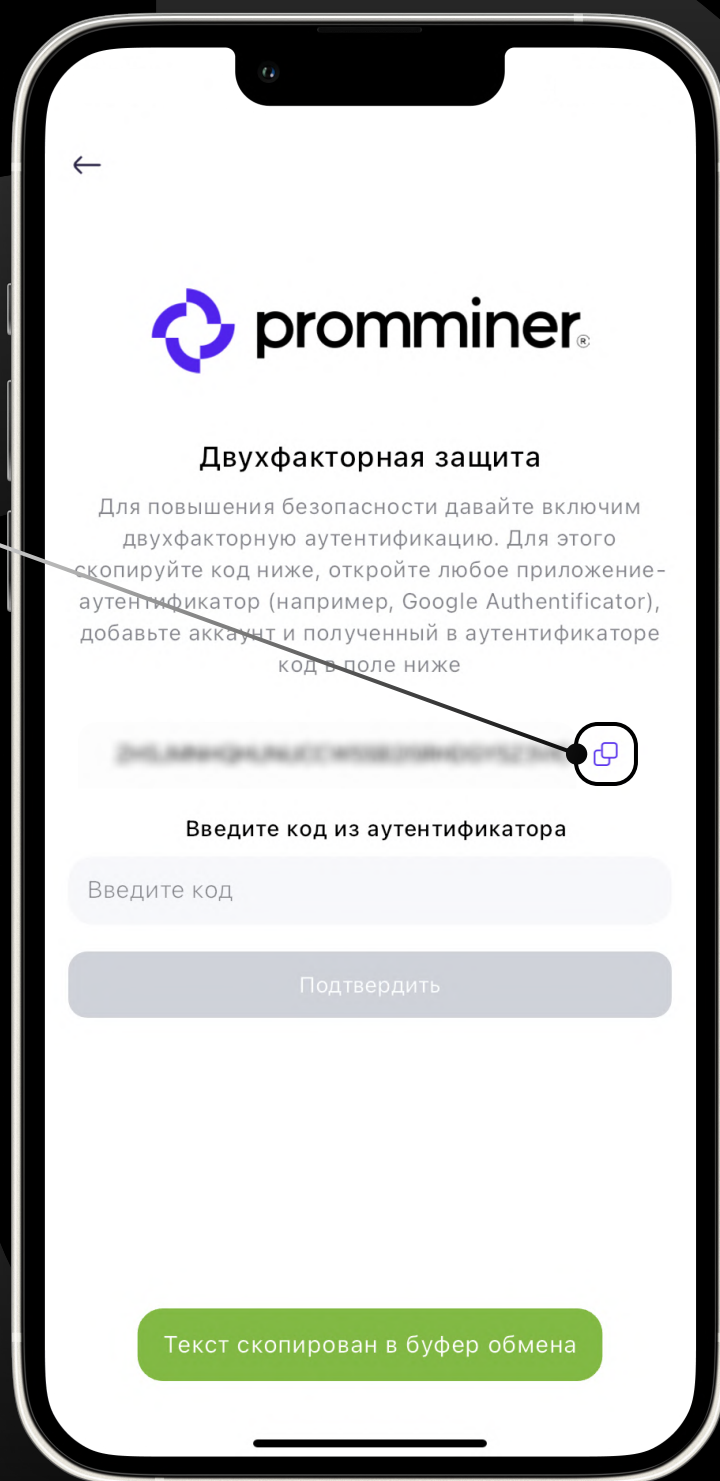 promminer®
Двухфакторная защита
Для повышения безопасности давайте включим
двухфакторную аутентификацию. Для этого
скопируйте код ниже, откройте любое приложение-
аутентификатор (например, Google Authentificator),
добавьте аккаунт и полученный в аутентификаторе
код в поле ниже
Введите код из аутентификатора
Введите код
Подтвердить
Текст скопирован в буфер обмена